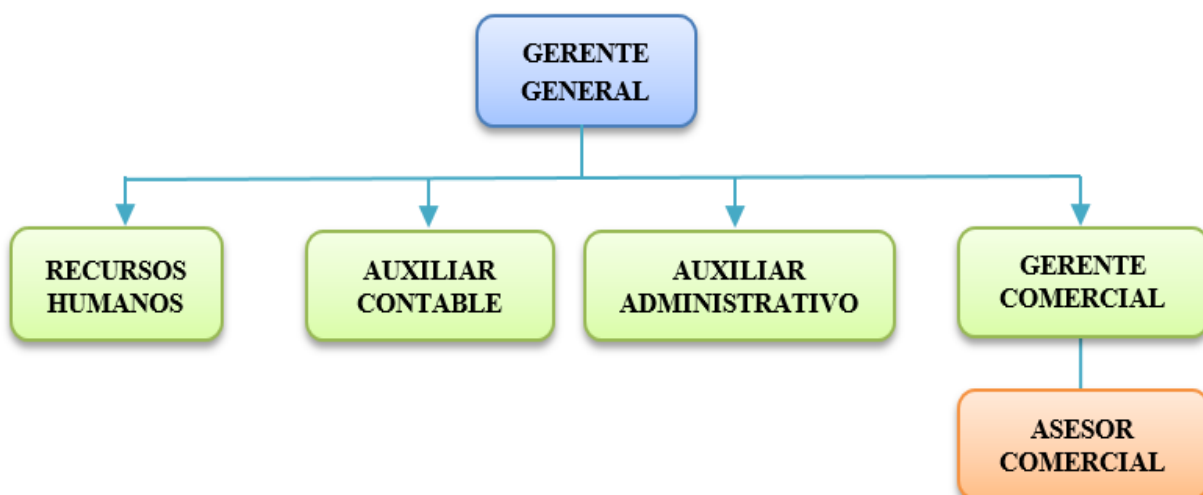 GERENTE
GENERAL
RECURSOS
HUMANOS
AUXILIAR
CONTABLE
AUXILIAR
ADMINISTRATIVO
GERENTE
COMERCIAL
ASESOR
COMERCIAL